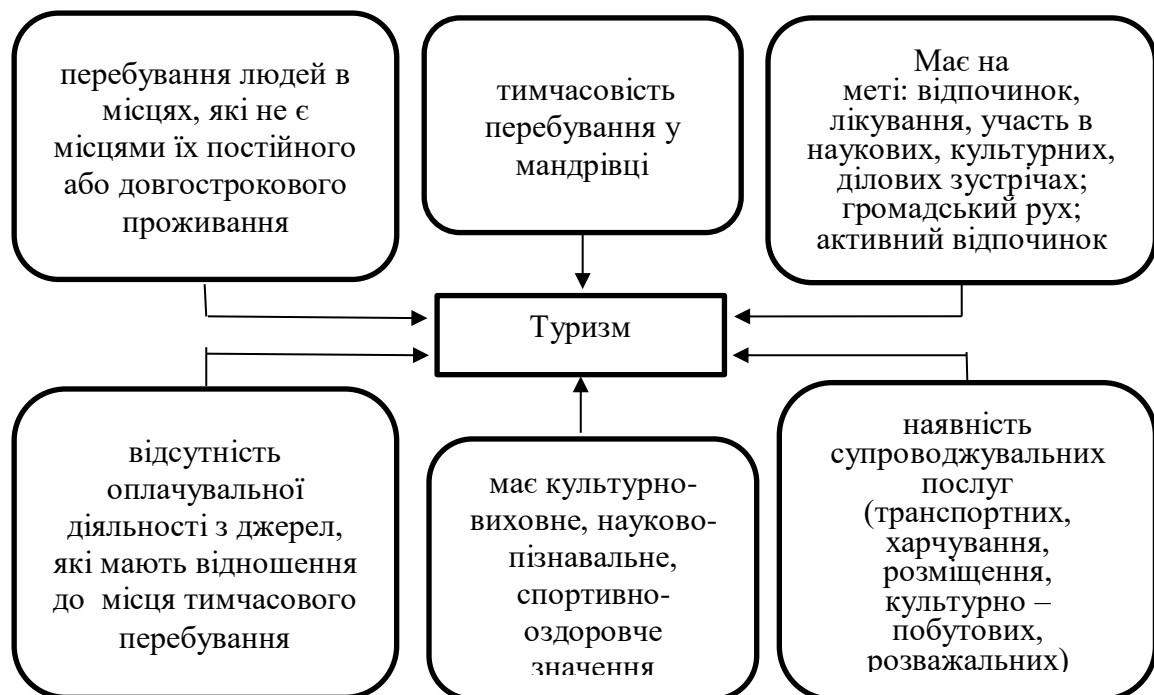 перебування людей в
місцях, які не є
місцями їх постійного
або довгострокового
проживання
тимчасовість
перебування у
мандрівці
Має на
меті: відпочинок,
лікування, участь в
наукових, культурних,
ділових зустрічах;
громадський рух;
активний відпочинок
Туризм
відсутність
оплачувальної
діяльності з джерел,
які мають відношення
до місця тимчасового
перебування
має культурно-
виховне, науково-
пізнавальне,
спортивно-
оздоровче
значення
наявність
супроводжувальних
послуг
(транспортних,
харчування,
розміщення,
культурно –
побутових,
розважальних)